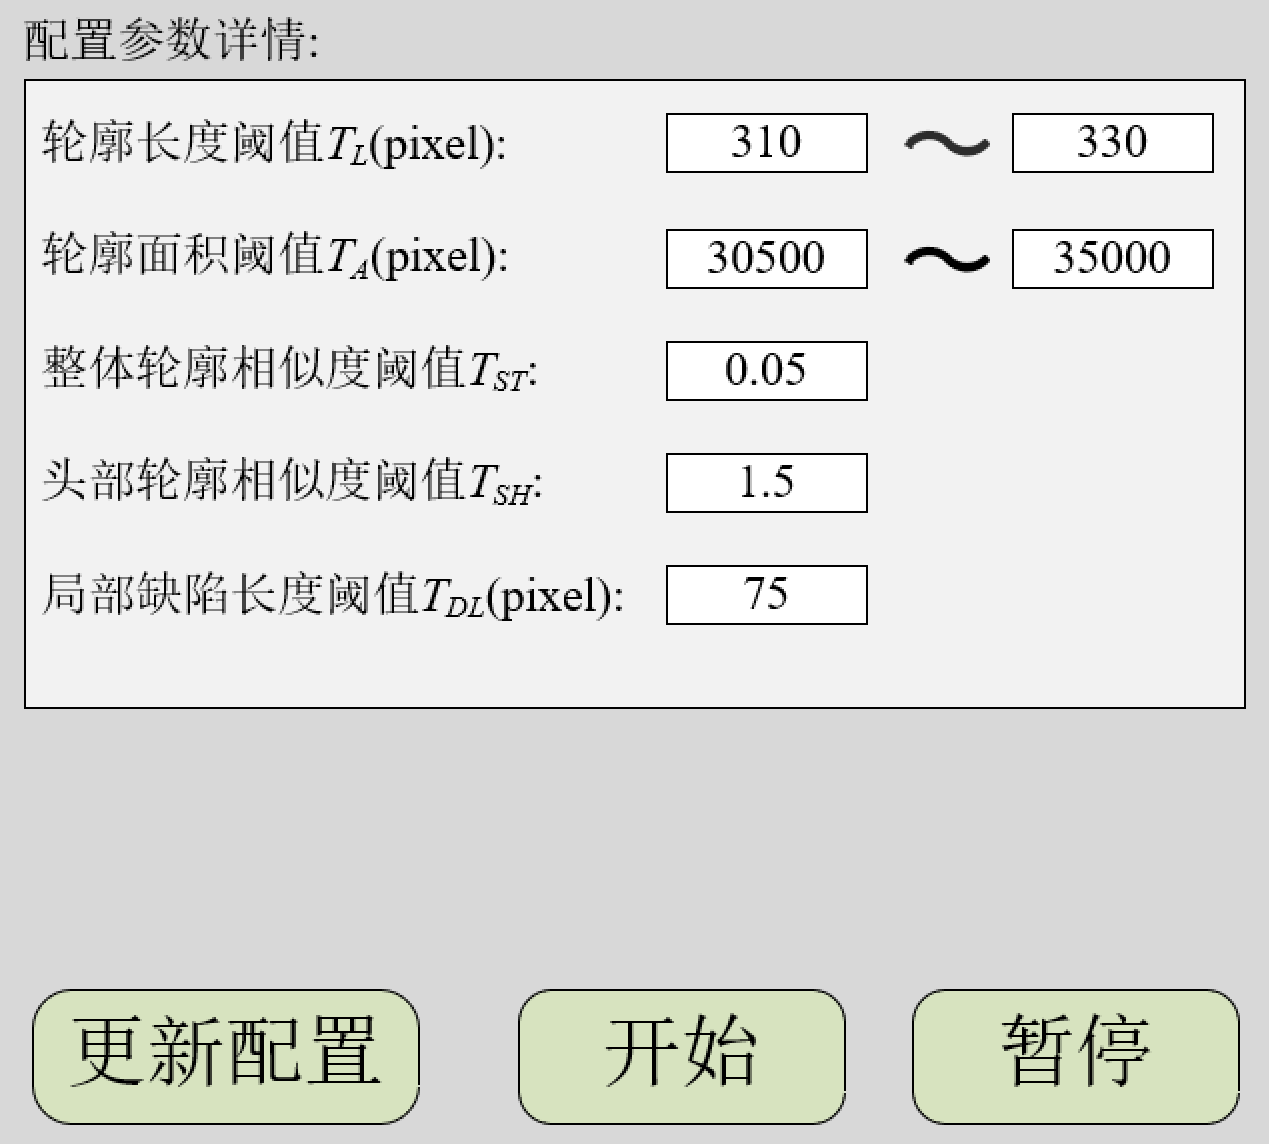 配置参数详情:
轮廓长度阈值TL(pixel): 310 ～ 330
轮廓面积阈值TA(pixel): 30500 ～ 35000
整体轮廓相似度阈值TST: 0.05
头部轮廓相似度阈值TSH: 1.5
局部缺陷长度阈值TDL(pixel): 75
更新配置 开始 暂停